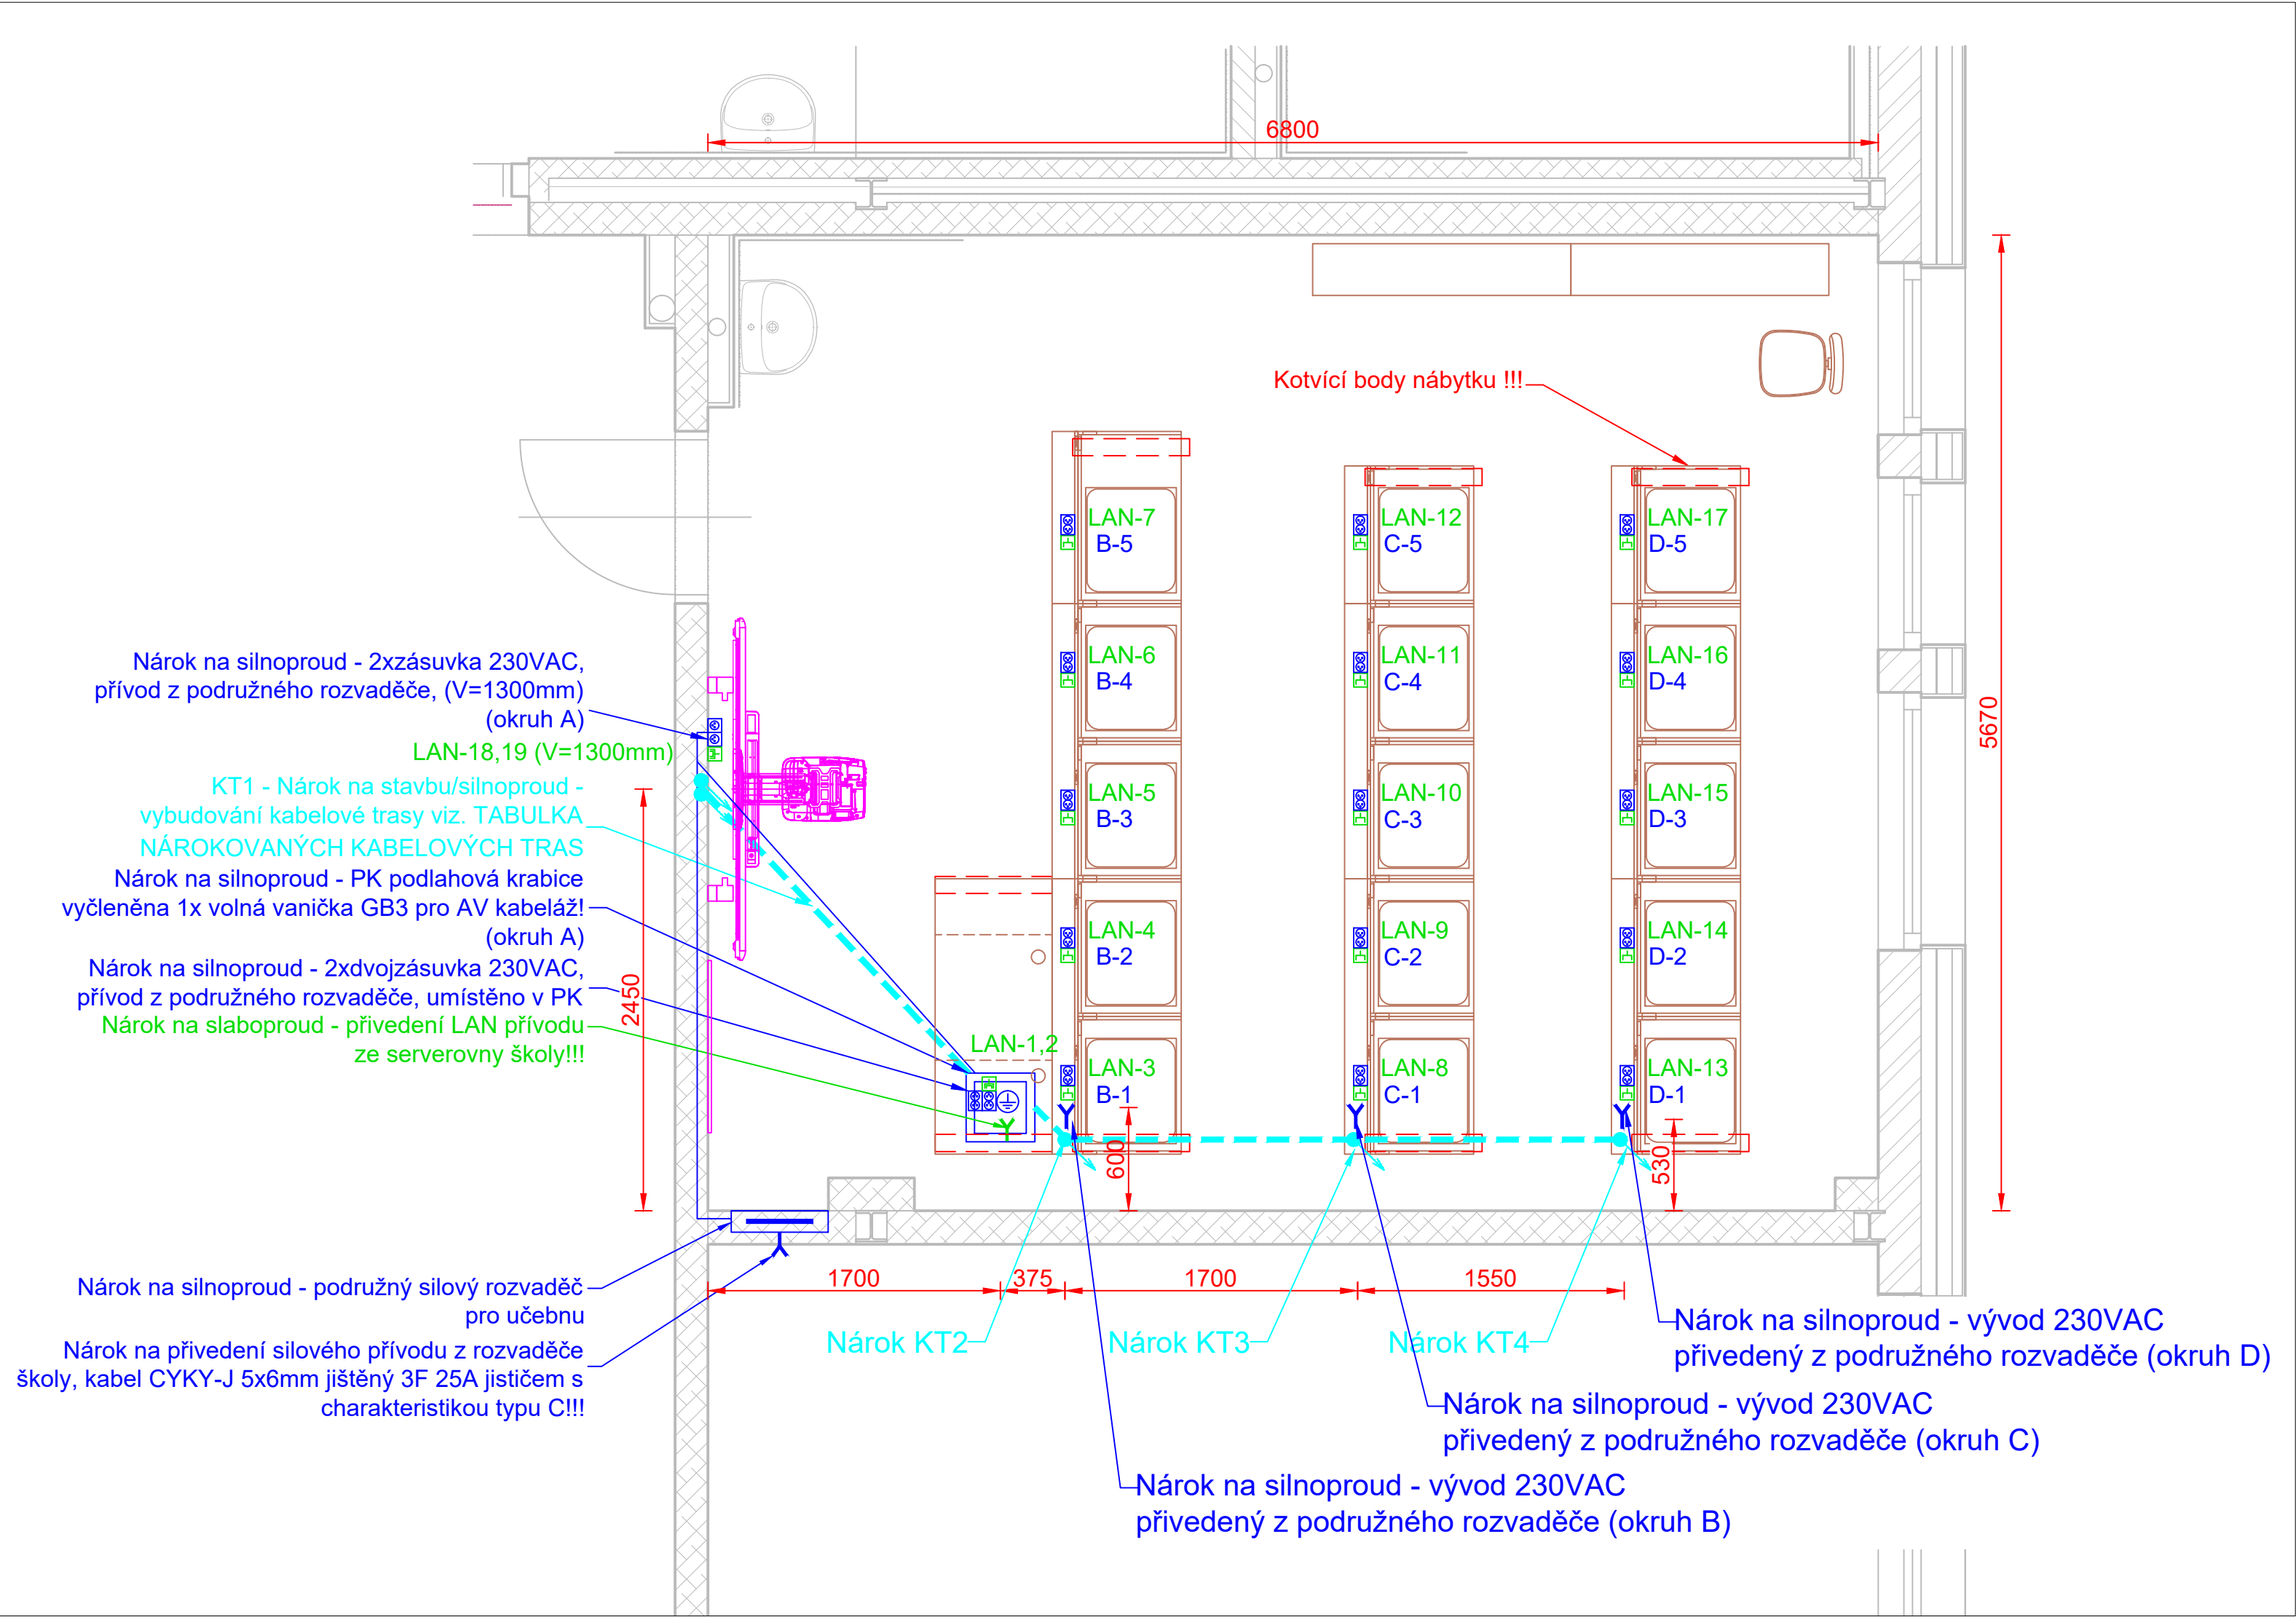 6800
Kotvící body nábytku !!!
LAN-7
B-5
LAN-12
C-5
LAN-17
D-5
LAN-6
B-4
LAN-11
C-4
LAN-16
D-4
LAN-5
B-3
LAN-10
C-3
LAN-15
D-3
LAN-4
B-2
LAN-9
C-2
LAN-14
D-2
LAN-1,2
LAN-3
B-1
LAN-8
C-1
LAN-13
D-1
5670
Nárok na silnoproud - 2xzásuvka 230VAC,
přívod z podružného rozvaděče, (V=1300mm)
(okruh A)
LAN-18,19 (V=1300mm)
KT1 - Nárok na stavbu/silnoproud -
vybudování kabelové trasy viz. TABULKA
NÁROKOVANÝCH KABELOVÝCH TRAS
Nárok na silnoproud - PK podlahová krabice
vyčleněna 1x volná vanička GB3 pro AV kabeláž!
(okruh A)
Nárok na silnoproud - 2xdvojzásuvka 230VAC,
přívod z podružného rozvaděče, umístěno v PK
Nárok na slaboproud - přivedení LAN přívodu
ze serverovny školy!!!
2450
600
530
Nárok na silnoproud - podružný silový rozvaděč
pro učebnu
Nárok na přivedení silového přívodu z rozvaděče
školy, kabel CYKY-J 5x6mm jištěný 3F 25A jističem s
charakteristikou typu C!!!
1700
375
1700
1550
Nárok KT2
Nárok KT3
Nárok KT4
Nárok na silnoproud - vývod 230VAC
přivedený z podružného rozvaděče (okruh D)
Nárok na silnoproud - vývod 230VAC
přivedený z podružného rozvaděče (okruh C)
Nárok na silnoproud - vývod 230VAC
přivedený z podružného rozvaděče (okruh B)